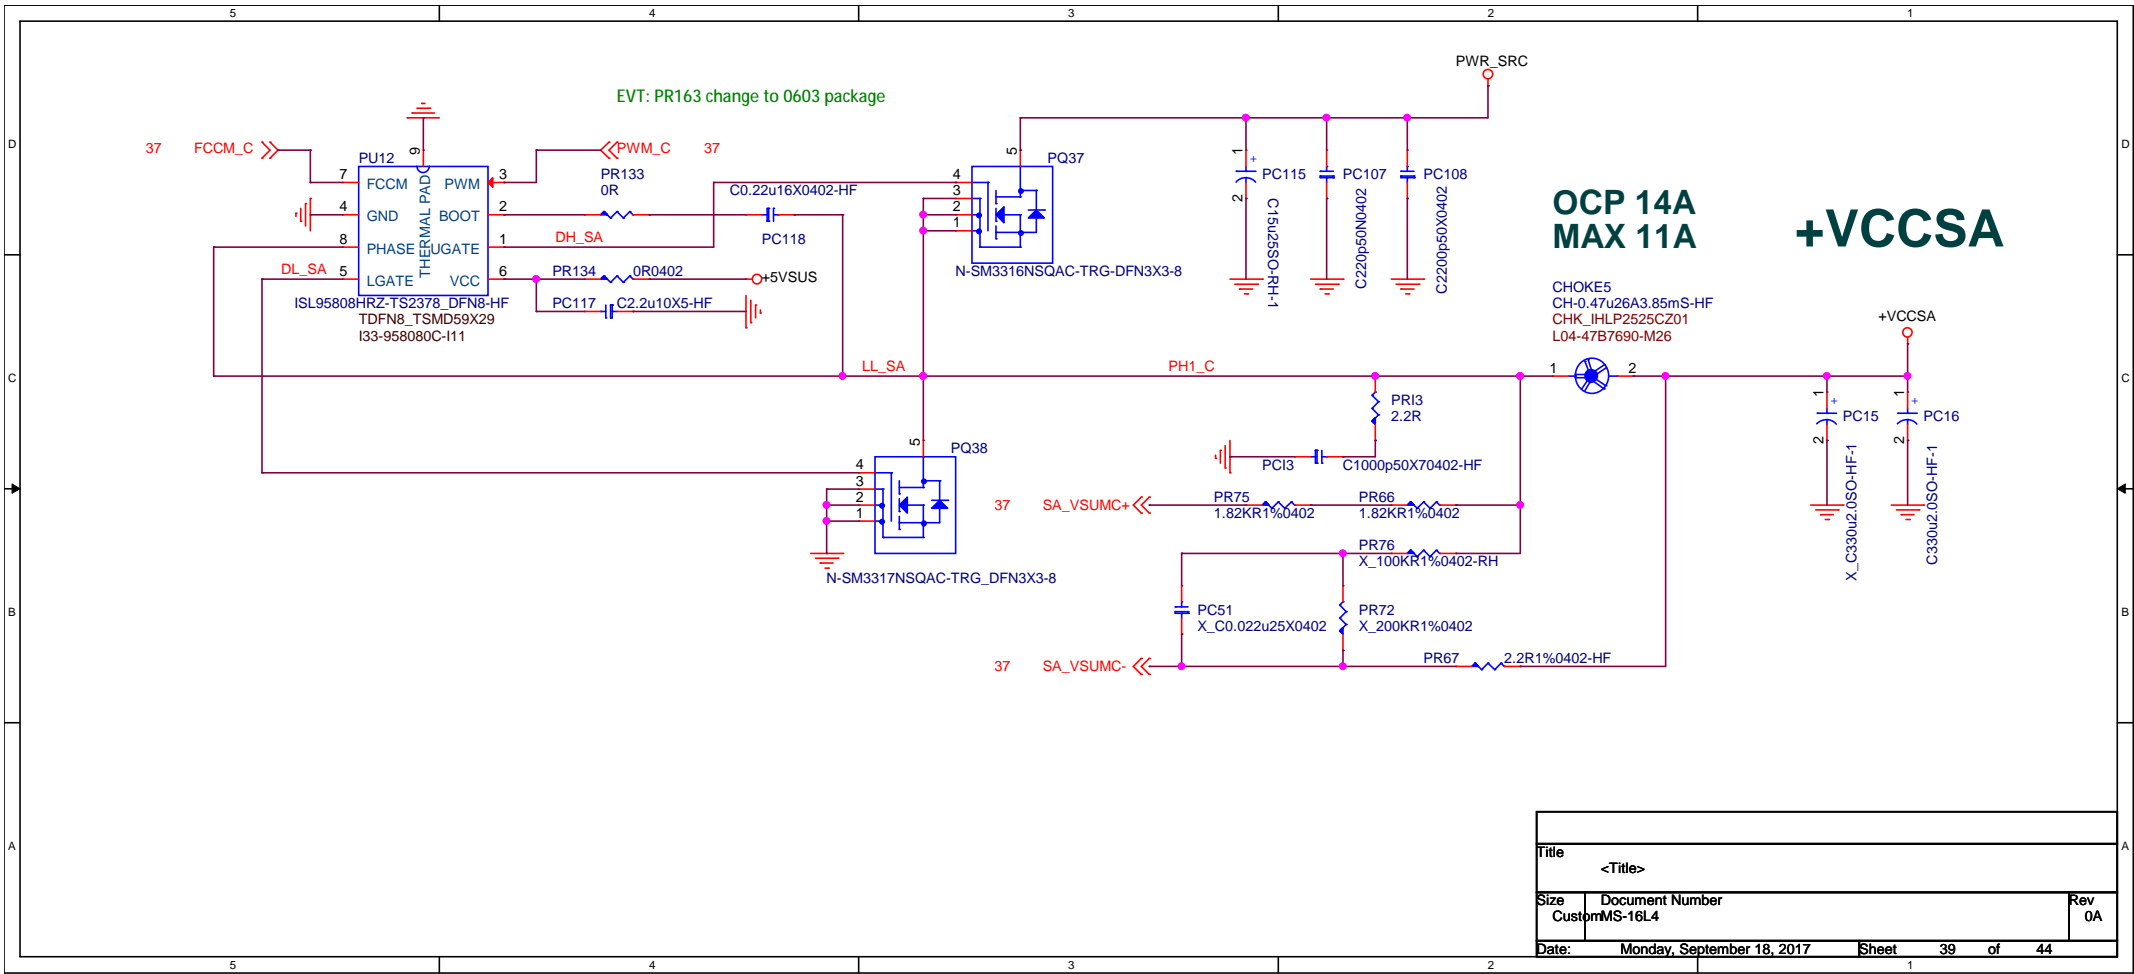 5 4 3 2 1
PWR_SRC
EVT: PR163 change to 0603 package
D D
37 FCCM_C
PWM_C 37
PU12
9
7 FCCM
PWM 3
4 GND
BOOT 2
8 PHASE
UGATE 1
5 LGATE
VCC 6
THERMAL PAD
DL_SA
ISL95808HRZ-TS2378_DFN8-HF
TDFN8_TSMD59X29
I33-958080C-I11
PR133
0R
C0.22u16X0402-HF
PC118
DH_SA
PR134 0R0402
+5VSUS
PC117 C2.2u10X5-HF
PQ37
5
4
3
2
1
N-SM3316NSQAC-TRG-DFN3X3-8
1
+
PC115
2
C15u25SO-RH-1
PC107
C220p50N0402
PC108
C2200p50X0402
OCP 14A
MAX 11A
+VCCSA
CHOKE5
CH-0.47u26A3.85mS-HF
CHK_IHLP2525CZ01
L04-47B7690-M26
+VCCSA
C C
LL_SA
PH1_C
1 2
PRI3
2.2R
PCI3
C1000p50X70402-HF
1
+
PC15
2
X_C330u2.0SO-HF-1
1
+
PC16
2
C330u2.0SO-HF-1
PQ38
5
4
3
2
1
N-SM3317NSQAC-TRG_DFN3X3-8
37 SA_VSUMC+
PR75
1.82KR1%0402
PR66
1.82KR1%0402
PR76
X_100KR1%0402-RH
B B
PC51
X_C0.022u25X0402
PR72
X_200KR1%0402
37 SA_VSUMC-
PR67 2.2R1%0402-HF
A A
Title
<Title>
Size Document Number Rev
Custom MS-16L4 0A
Date: Monday, September 18, 2017 Sheet 39 of 44
5 4 3 2 1